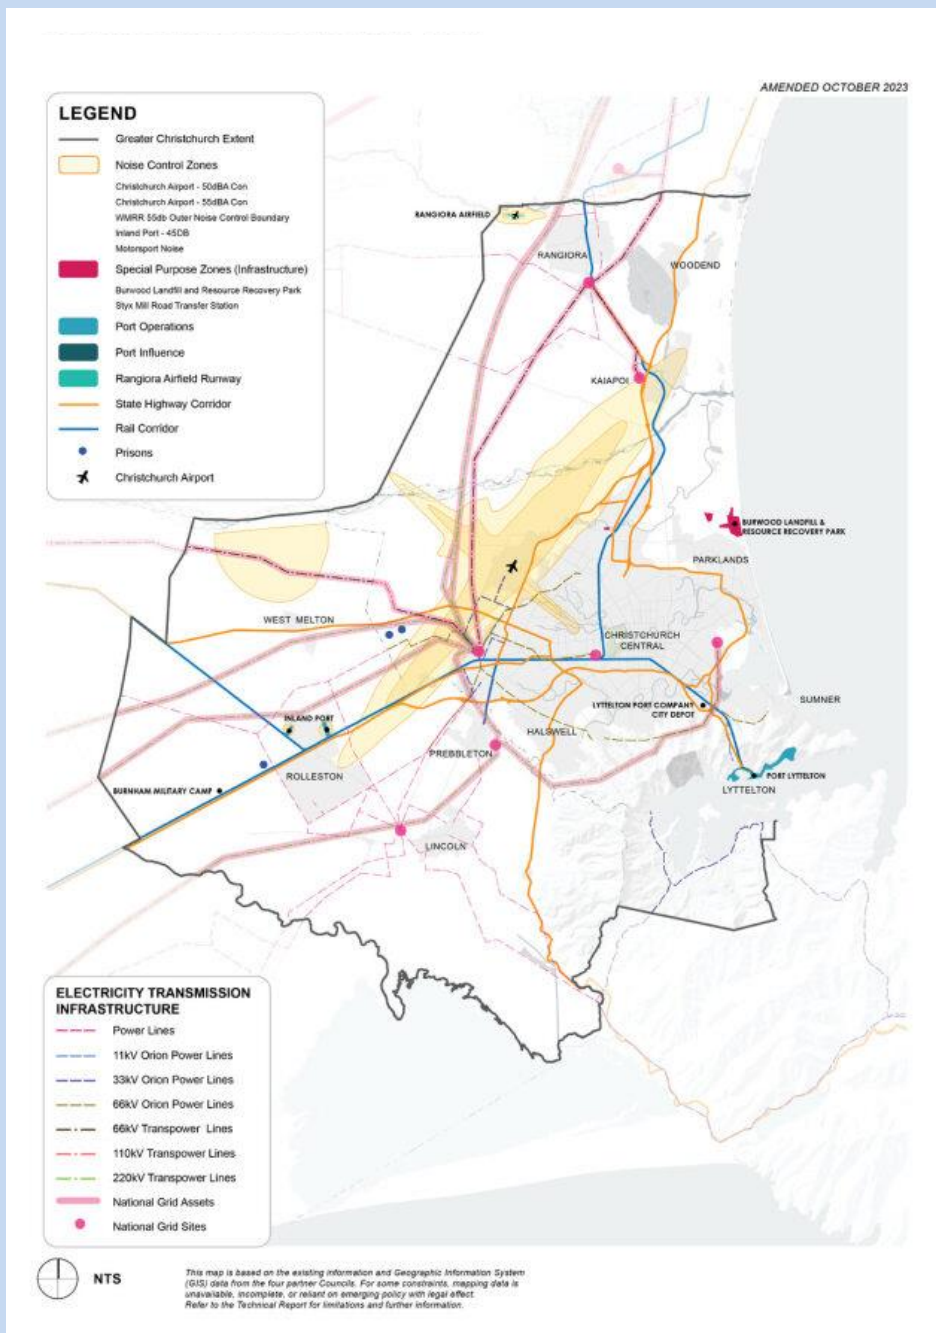 AMENDED OCTOBER 2023
LEGEND
Greater Christchurch Extent
Noise Control Zones
Christchurch Airport - 50dBA Con
Christchurch Airport - 55dBA Con
WMRR 55db Outer Noise Control Boundary
Inland Port - 45DB
Motorsport Noise
Special Purpose Zones (Infrastructure)
Burwood Landfill and Resource Recovery Park
Styx Mill Road Transfer Station
Port Operations
Port Influence
Rangiora Airfield Runway
State Highway Corridor
Rail Corridor
Prisons
Christchurch Airport
RANGIORA AIRFIELD
RANGIORA
WOODEND
KAIAPOI
BURWOOD LANDFILL &
RESOURCE RECOVERY PARK
PARKLANDS
WEST MELTON
CHRISTCHURCH
CENTRAL
SUMNER
LYTTELTON PORT COMPANY
CITY DEPOT
INLAND PORT
HALSWELL
PREBBLETON
ROLLESTON
PORT LYTTELTON
LYTTELTON
BURNHAM MILITARY CAMP
LINCOLN
ELECTRICITY TRANSMISSION
INFRASTRUCTURE
Power Lines
11kV Orion Power Lines
33kV Orion Power Lines
66kV Orion Power Lines
66kV Transpower Lines
110kV Transpower Lines
220kV Transpower Lines
National Grid Assets
National Grid Sites
NTS
This map is based on the existing information and Geographic Information System
(GIS) data from the four partner Councils. For some constraints, mapping data is
unavailable, incomplete, or reliant on emerging policy with legal effect.
Refer to the Technical Report for limitations and further information.